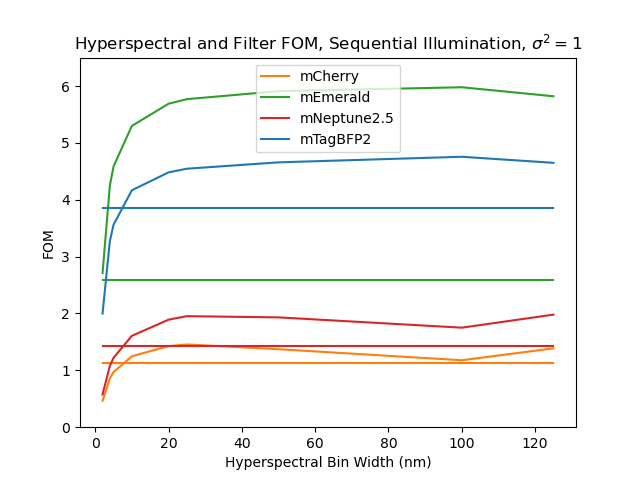 Hyperspectral and Filter FOM, Sequential Illumination, σ² = 1
mCherry
mEmerald
mNeptune2.5
mTagBFP2
FOM
6
5
4
3
2
1
0
0 20 40 60 80 100 120
Hyperspectral Bin Width (nm)